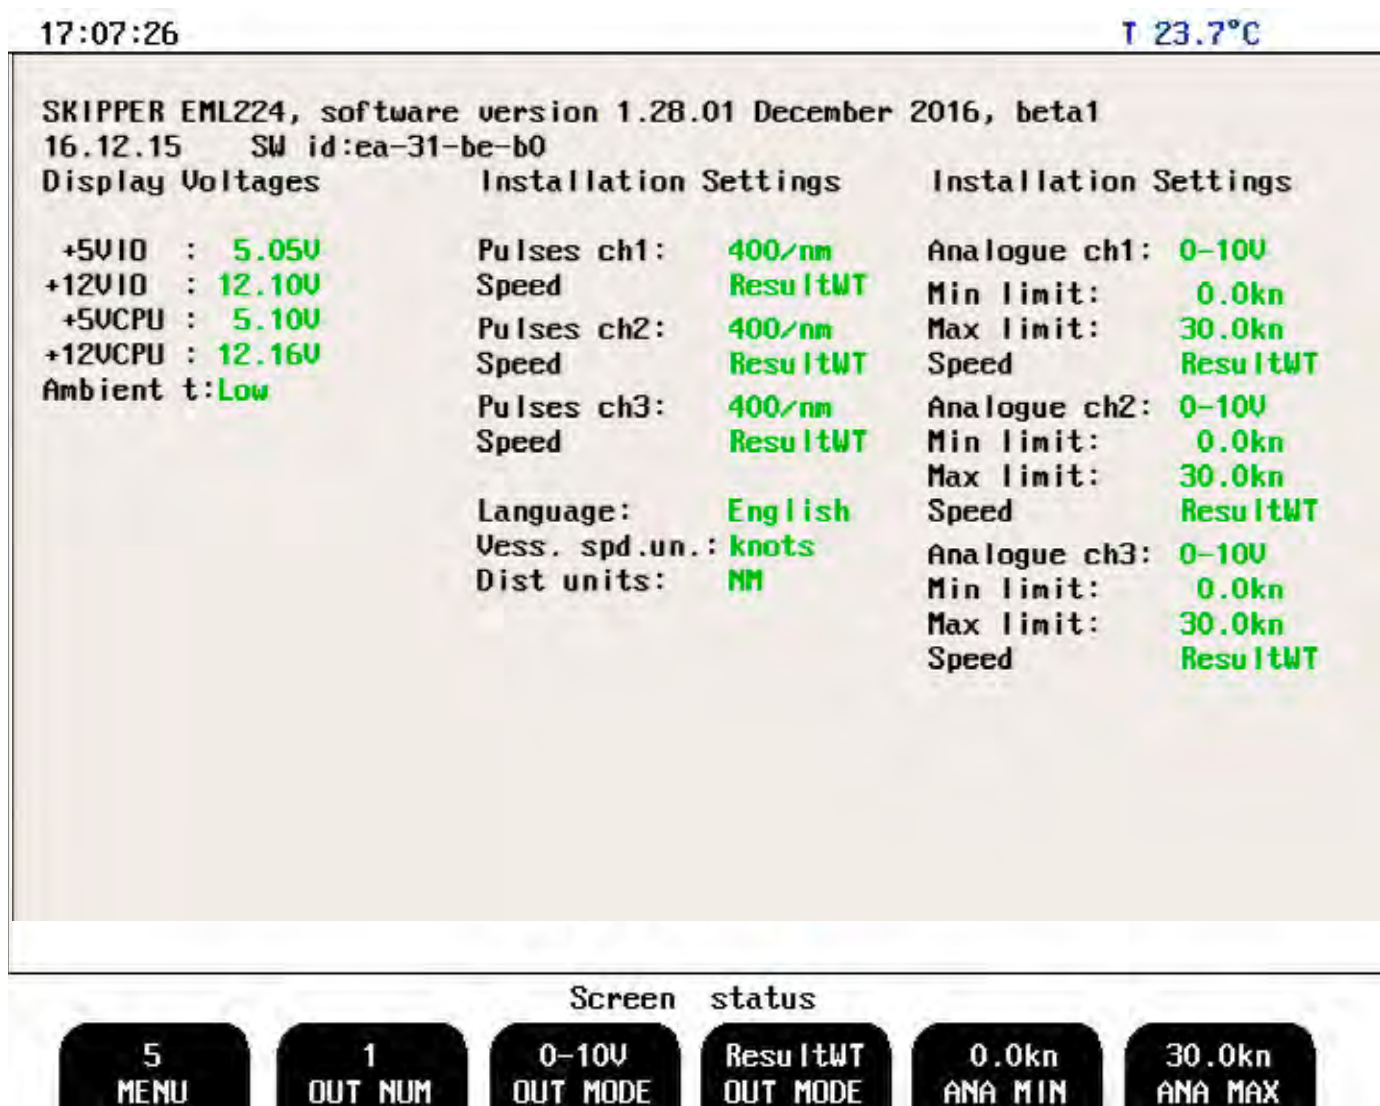 17:07:26
T 23.7°C
SKIPPER EML224, software version 1.28.01 December 2016, beta1
16.12.15 SW id:ea-31-be-b0
Display Voltages
+5VIO : 5.05V
+12VIO : 12.10V
+5VCPU : 5.10V
+12VCPU : 12.16V
Ambient t:Low
Installation Settings
Pulses ch1: 400/nm
Speed ResultWT
Pulses ch2: 400/nm
Speed ResultWT
Pulses ch3: 400/nm
Speed ResultWT
Language: English
Vess. spd.un.: knots
Dist units: NM
Installation Settings
Analogue ch1: 0-10V
Min limit: 0.0kn
Max limit: 30.0kn
Speed ResultWT
Analogue ch2: 0-10V
Min limit: 0.0kn
Max limit: 30.0kn
Speed ResultWT
Analogue ch3: 0-10V
Min limit: 0.0kn
Max limit: 30.0kn
Speed ResultWT
Screen status
5
MENU
1
OUT NUM
0-10V
OUT MODE
ResultWT
OUT MODE
0.0kn
ANA MIN
30.0kn
ANA MAX